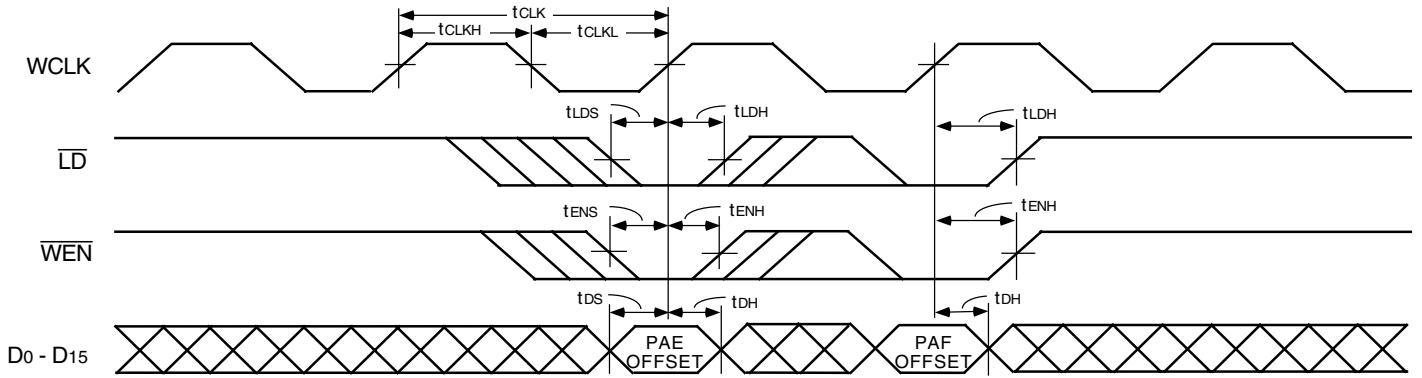 tCLK
tCLKH
tCLKL
WCLK
tLDS
tLDH
tLDH
LD
tENS
tENH
tENH
WEN
tDS
tDH
tDH
D0 - D15
PAE
OFFSET
PAF
OFFSET